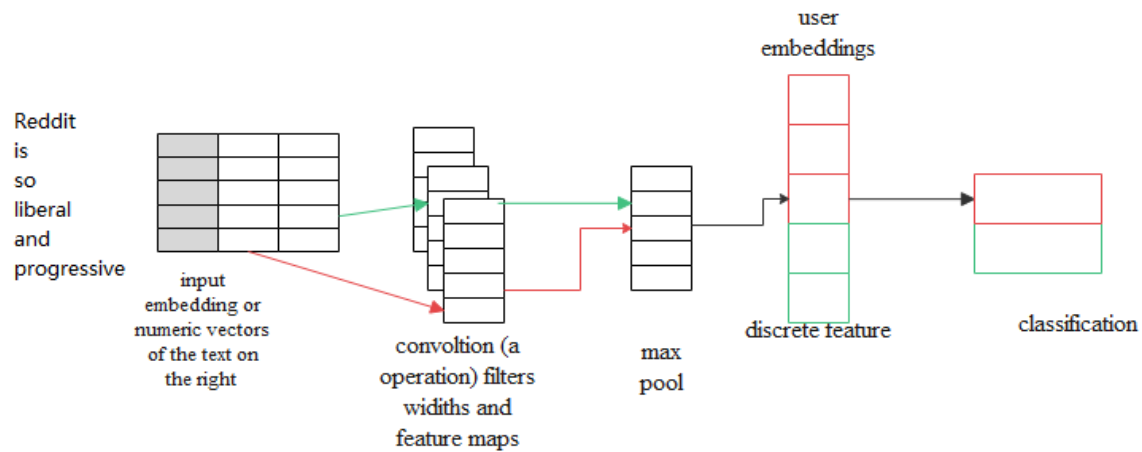 user
embeddings
Reddit
is
so
liberal
and
progressive
input
embedding or
numeric vectors
of the text on
the right
convoltion (a
operation) filters
widiths and
feature maps
max
pool
discrete feature
classification